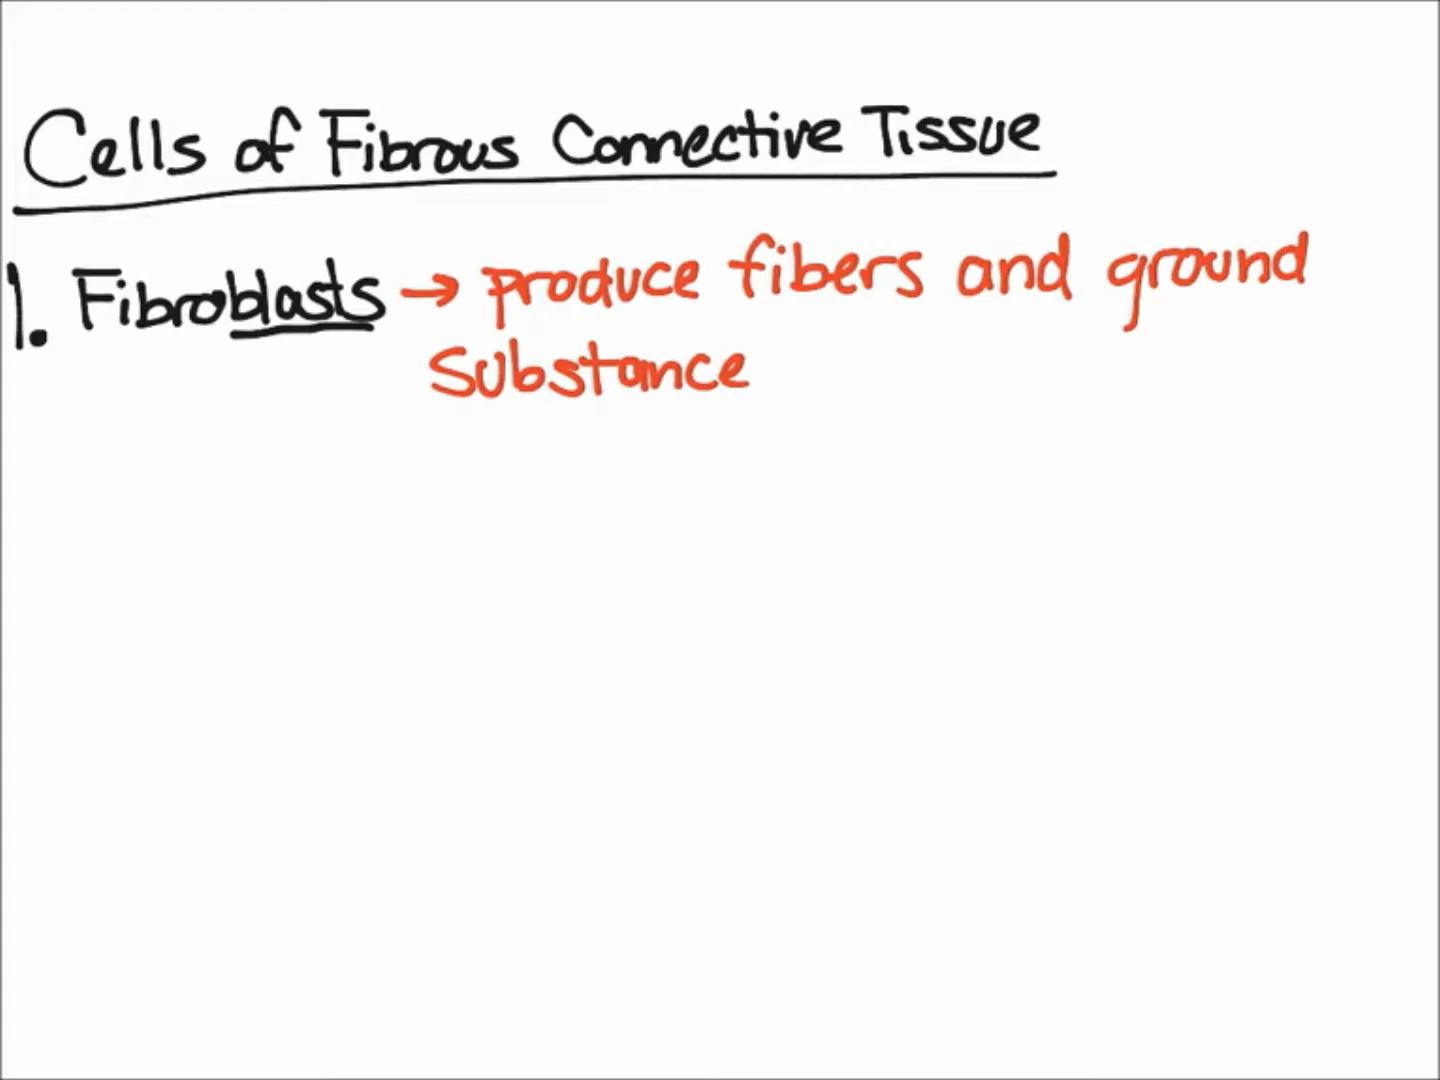 Cells of Fibrous Connective Tissue
1. Fibroblasts → produce fibers and ground
Substance